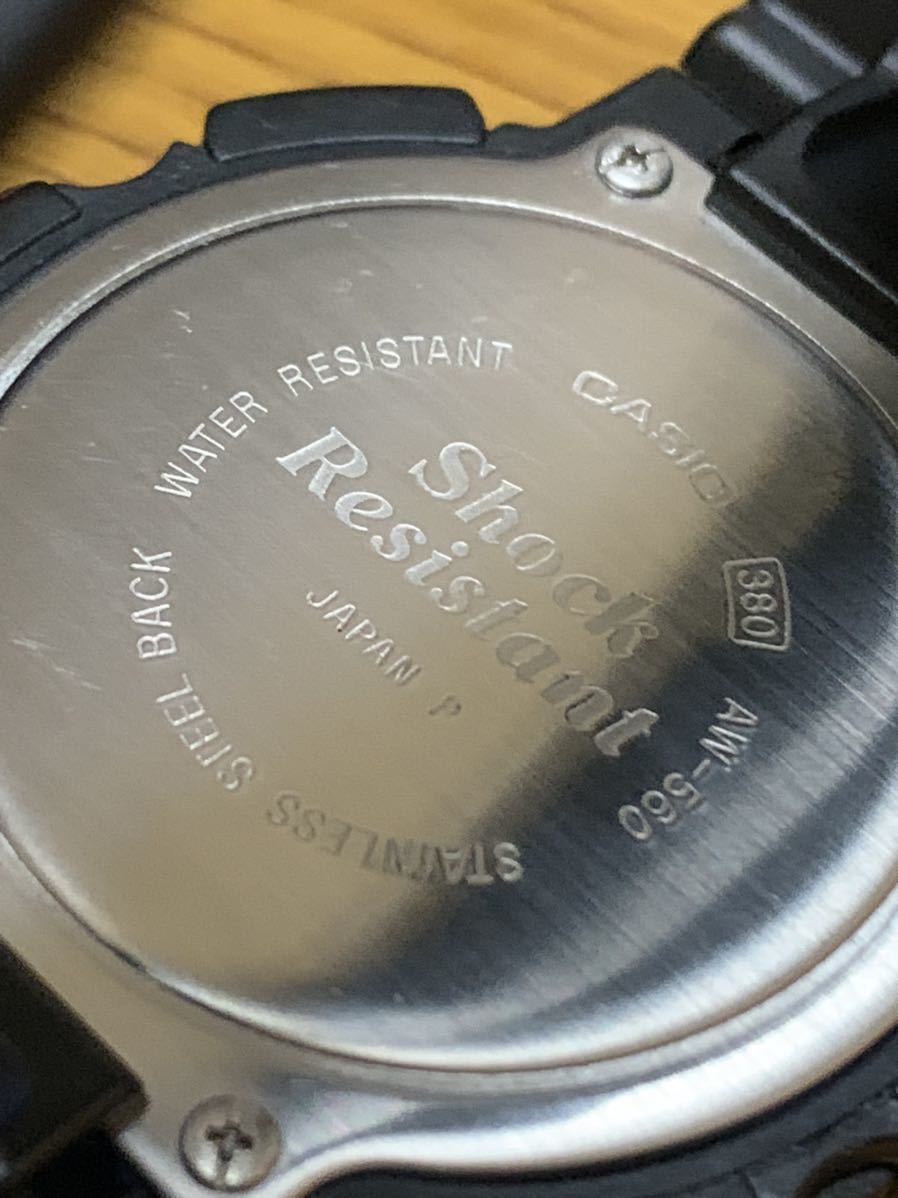 CASIO
380
AW-560
STAINLESS STEEL BACK
WATER RESISTANT
Shock
Resistant
JAPAN P